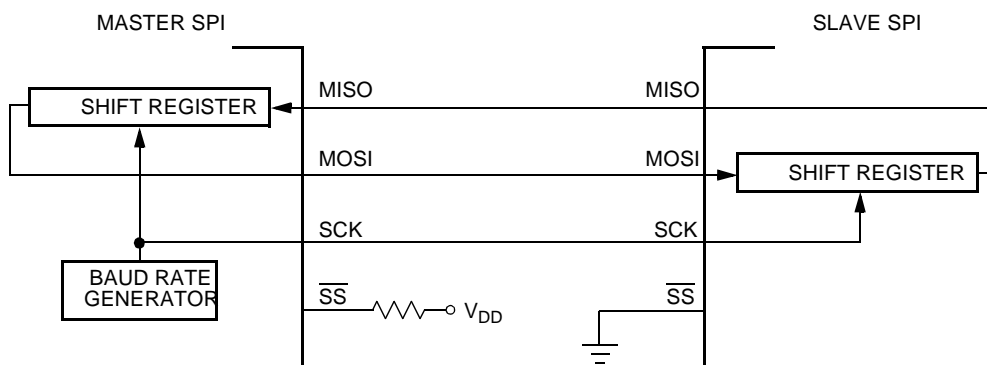 MASTER SPI
SLAVE SPI
MISO
MISO
SHIFT REGISTER
MOSI
MOSI
SHIFT REGISTER
SCK
SCK
BAUD RATE
GENERATOR
SS
VDD
SS